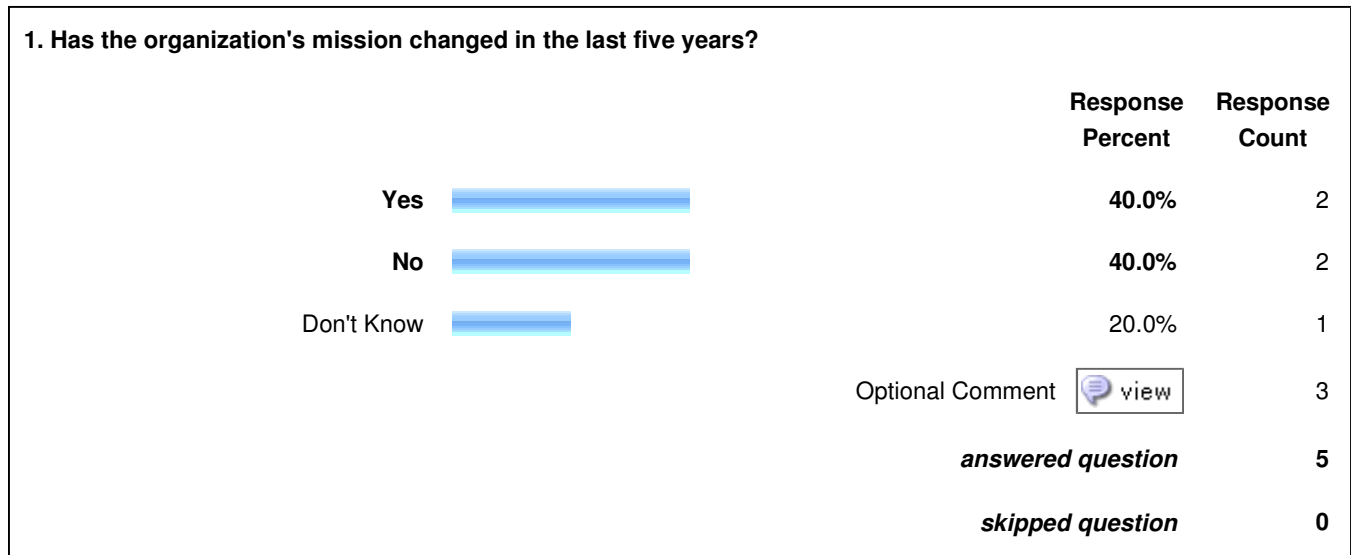 1. Has the organization's mission changed in the last five years?
Response Percent Response Count
Yes 40.0% 2
No 40.0% 2
Don't Know 20.0% 1
Optional Comment view 3
answered question 5
skipped question 0